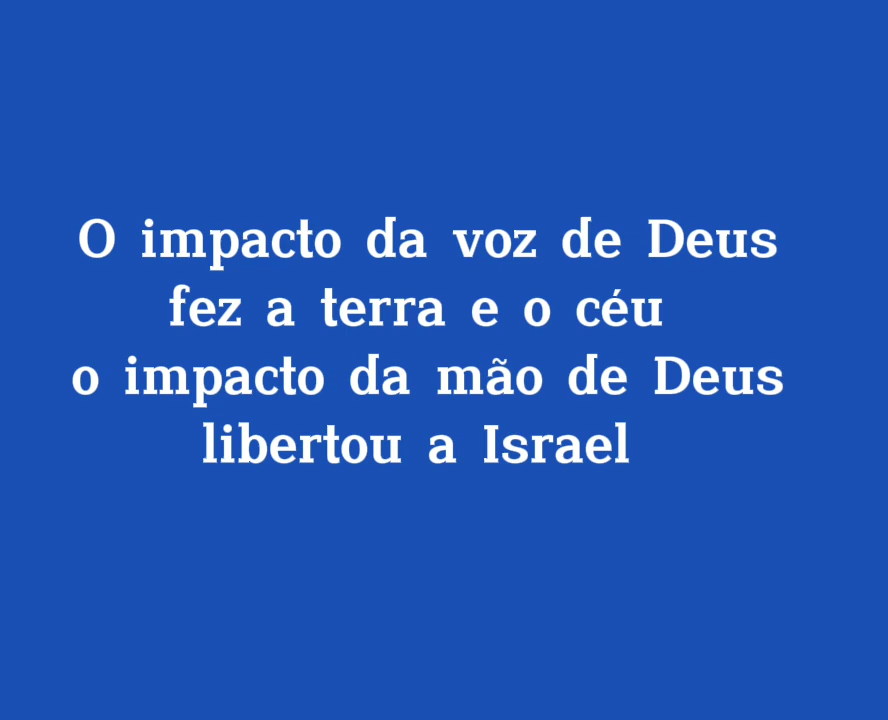 O impacto da voz de Deus
fez a terra e o céu
o impacto da mão de Deus
libertou a Israel